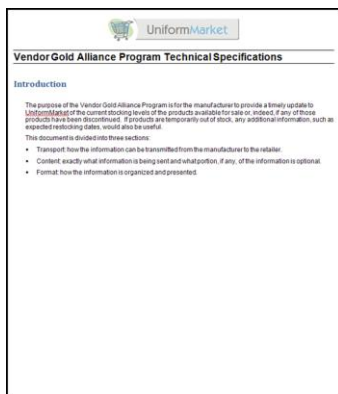 UniformMarket
Vendor Gold Alliance Program Technical Specifications
Introduction
The purpose of the Vendor Gold Alliance Program is for the manufacturer to provide a timely update to
UniformMarket of the current stocking levels of the products available for sale or, indeed, if any of those
products have been discontinued. If products are temporarily out of stock, any additional information, such as
expected restocking dates, would also be useful.
This document is divided into three sections:
• Transport: how the information can be transmitted from the manufacturer to the retailer.
• Content: exactly what information is being sent and what portion, if any, of the information is optional.
• Format: how the information is organized and presented.